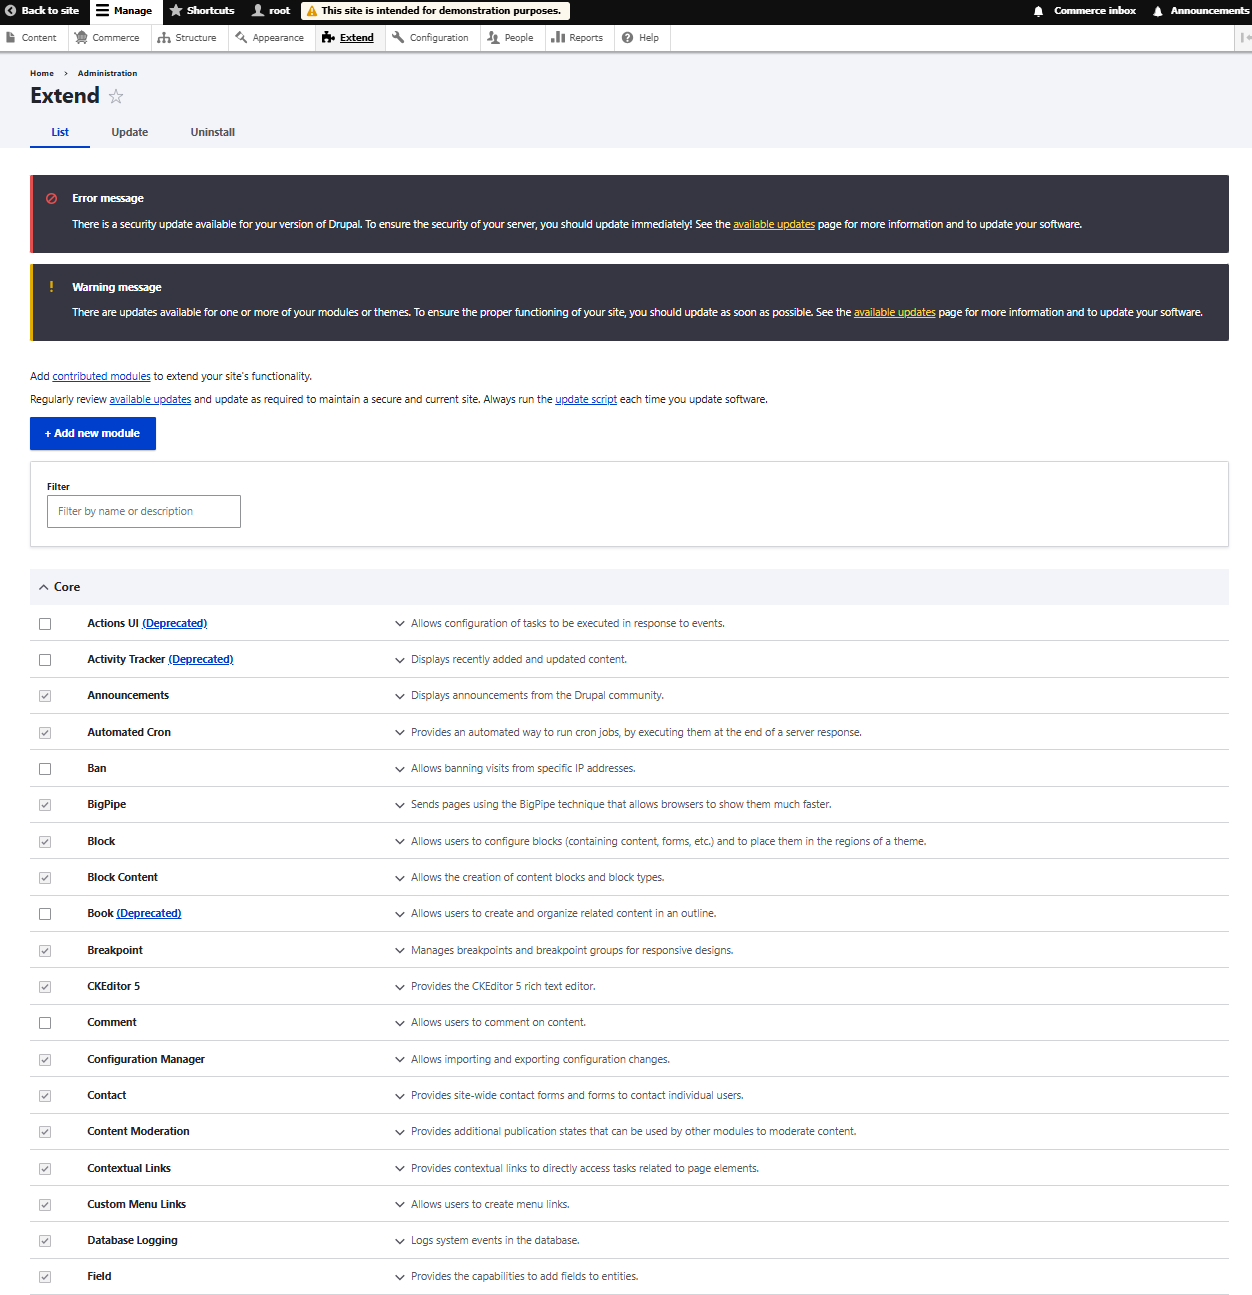 Back to site Manage Shortcuts root This site is intended for demonstration purposes. Commerce inbox Announcements
Content Commerce Structure Appearance Extend Configuration People Reports Help
Home › Administration
Extend
List Update Uninstall
Error message
There is a security update available for your version of Drupal. To ensure the security of your server, you should update immediately! See the available updates page for more information and to update your software.
Warning message
There are updates available for one or more of your modules or themes. To ensure the proper functioning of your site, you should update as soon as possible. See the available updates page for more information and to update your software.
Add contributed modules to extend your site's functionality.
Regularly review available updates and update as required to maintain a secure and current site. Always run the update script each time you update software.
+ Add new module
Filter
Filter by name or description
Core
Actions UI (Deprecated) Allows configuration of tasks to be executed in response to events.
Activity Tracker (Deprecated) Displays recently added and updated content.
Announcements Displays announcements from the Drupal community.
Automated Cron Provides an automated way to run cron jobs, by executing them at the end of a server response.
Ban Allows banning visits from specific IP addresses.
BigPipe Sends pages using the BigPipe technique that allows browsers to show them much faster.
Block Allows users to configure blocks (containing content, forms, etc.) and to place them in the regions of a theme.
Block Content Allows the creation of content blocks and block types.
Book (Deprecated) Allows users to create and organize related content in an outline.
Breakpoint Manages breakpoints and breakpoint groups for responsive designs.
CKEditor 5 Provides the CKEditor 5 rich text editor.
Comment Allows users to comment on content.
Configuration Manager Allows importing and exporting configuration changes.
Contact Provides site-wide contact forms and forms to contact individual users.
Content Moderation Provides additional publication states that can be used by other modules to moderate content.
Contextual Links Provides contextual links to directly access tasks related to page elements.
Custom Menu Links Allows users to create menu links.
Database Logging Logs system events in the database.
Field Provides the capabilities to add fields to entities.